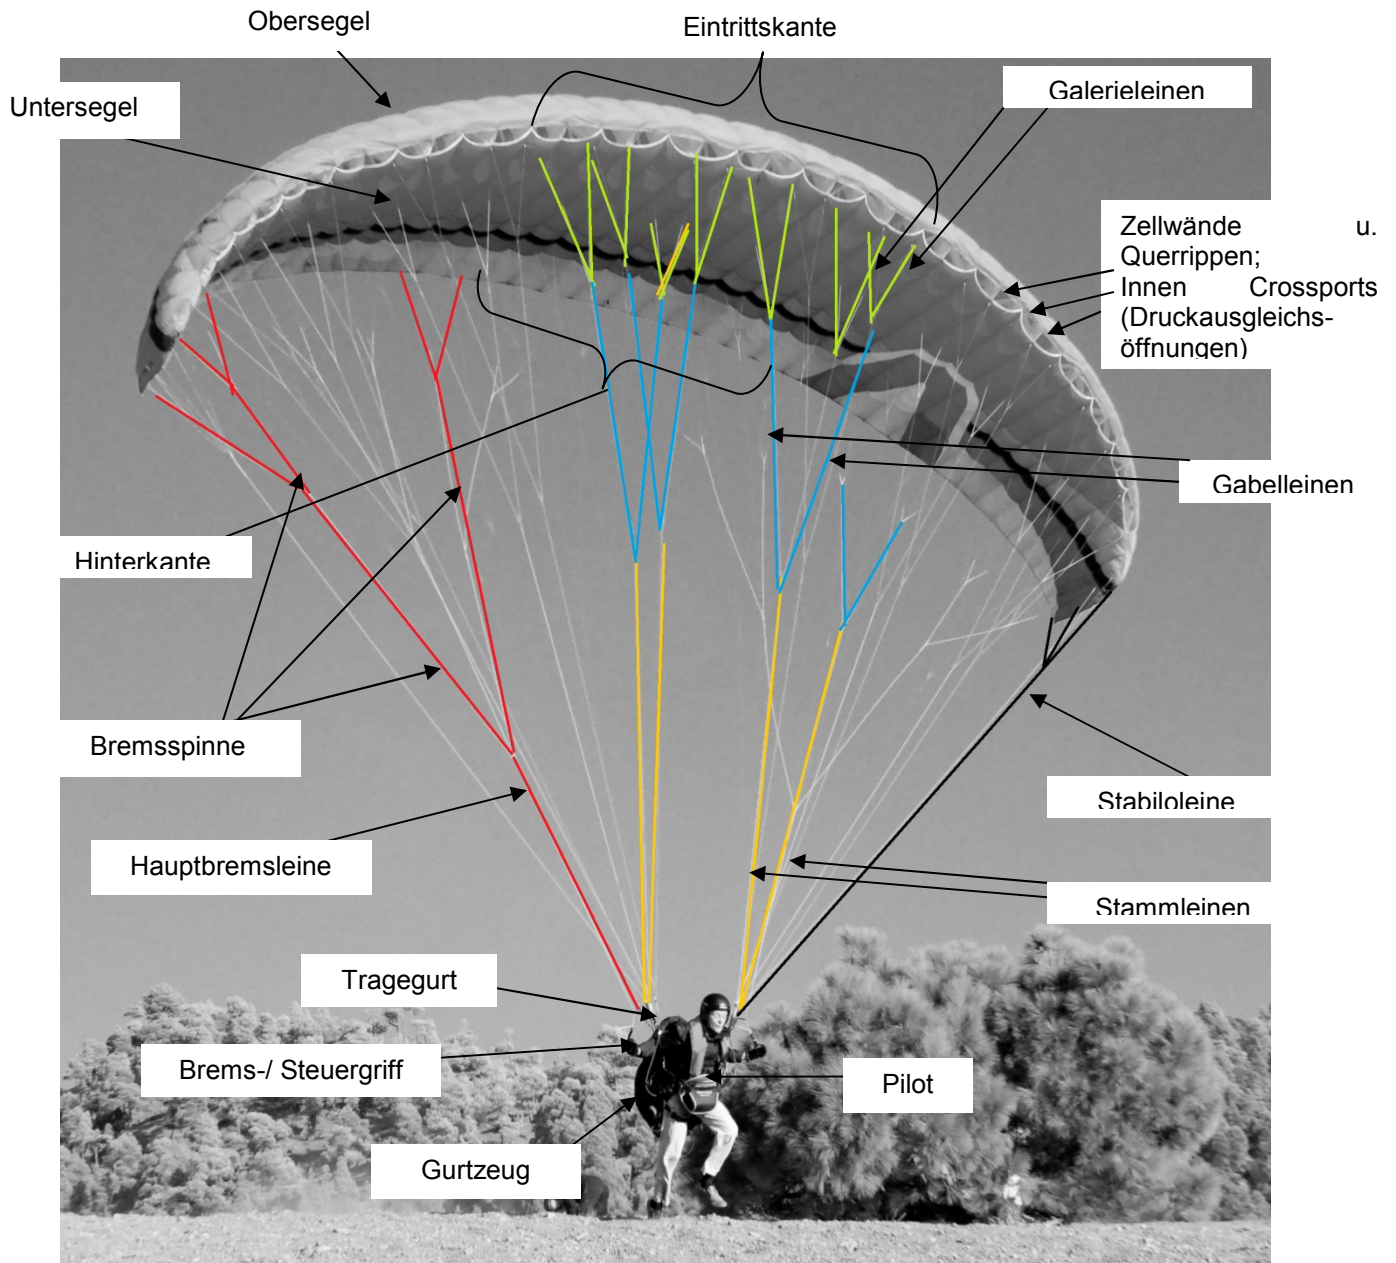 Obersegel
Eintrittskante
Galerieleinen
Untersegel
Zellwände u.
Querrippen;
Innen Crossports
(Druckausgleichs-
öffnungen)
Gabelleinen
Hinterkante
Bremsspinne
Stabiloleine
Hauptbremsleine
Stammleinen
Tragegurt
Brems-/ Steuergriff
Pilot
Gurtzeug